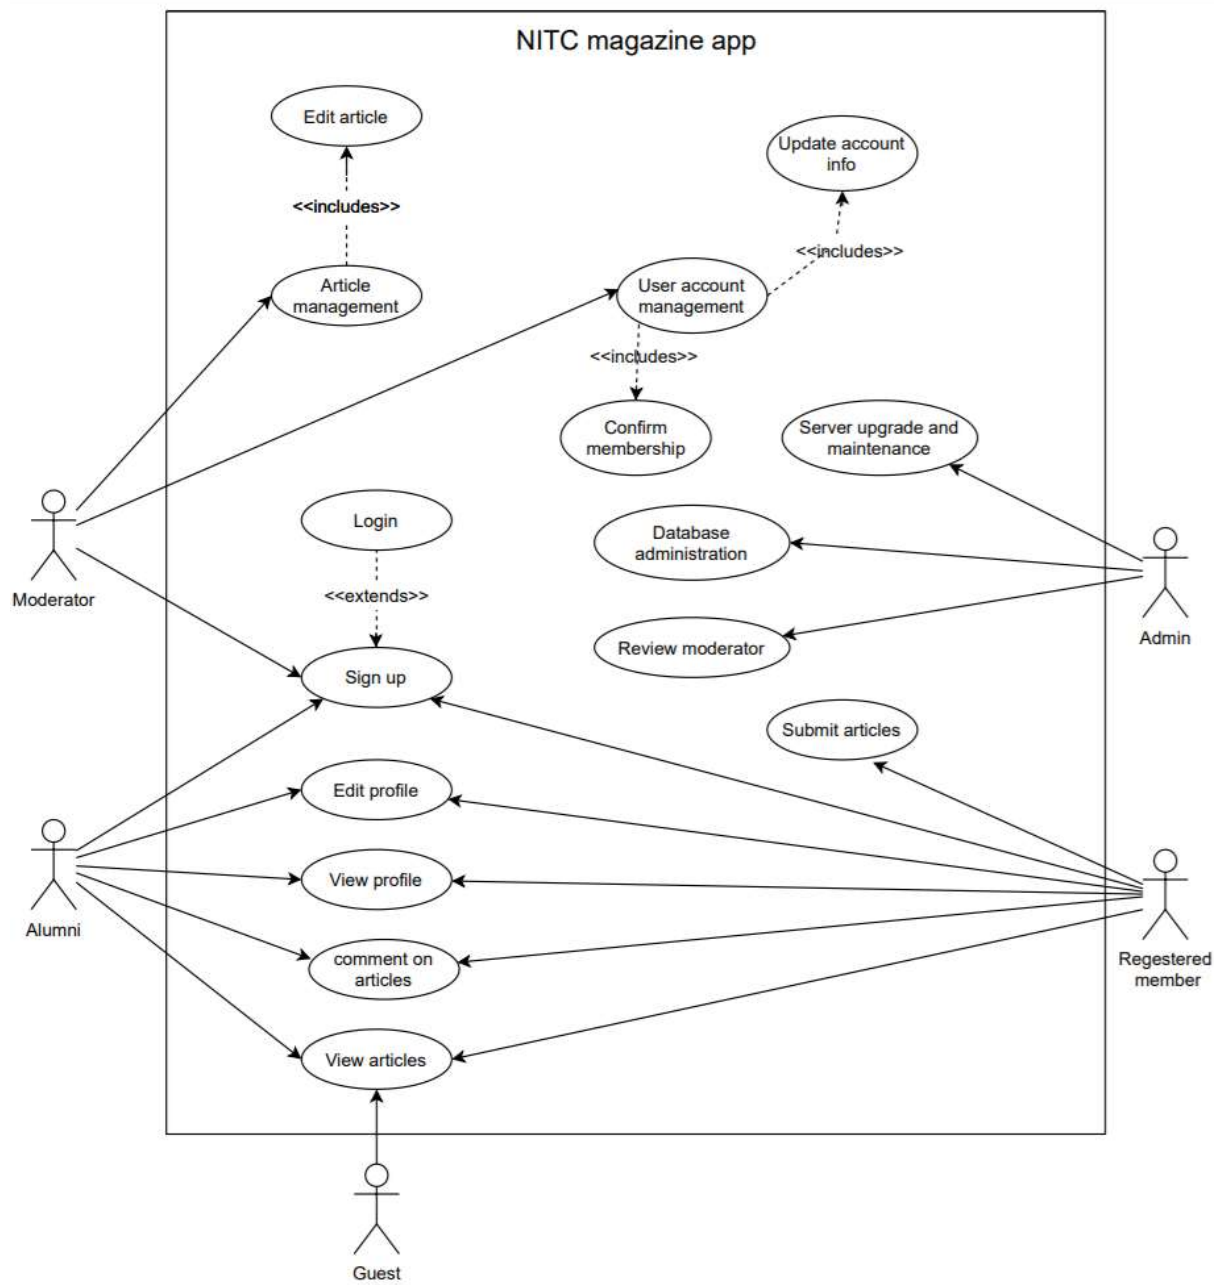 NITC magazine app
Edit article
Update account
info
<<includes>>
<<includes>>
Article
management
User account
management
<<includes>>
Confirm
membership
Server upgrade and
maintenance
Login
Database
administration
Moderator
<<extends>>
Admin
Review moderator
Sign up
Submit articles
Edit profile
View profile
Alumni
comment on
articles
Regestered
member
View articles
Guest